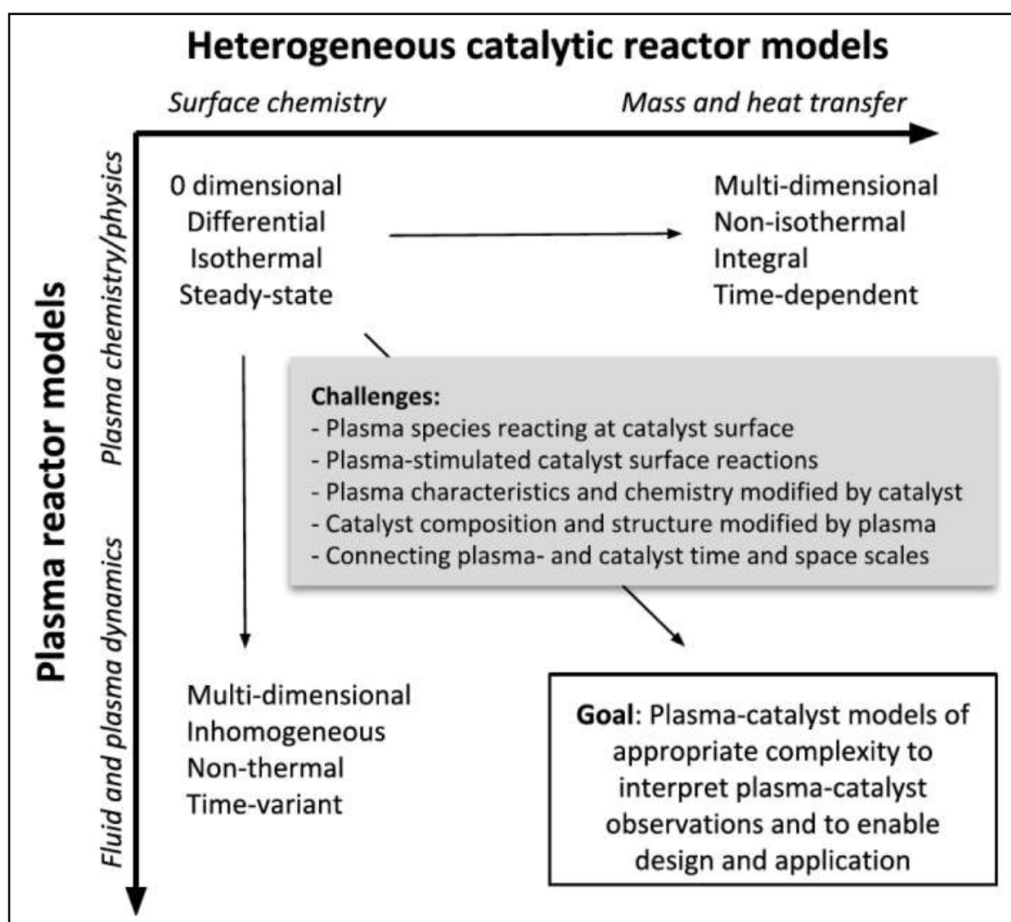 Heterogeneous catalytic reactor models
Surface chemistry
Mass and heat transfer
Plasma reactor models
Plasma chemistry/physics
Fluid and plasma dynamics
0 dimensional
Differential
Isothermal
Steady-state
Multi-dimensional
Non-isothermal
Integral
Time-dependent
Challenges:
- Plasma species reacting at catalyst surface
- Plasma-stimulated catalyst surface reactions
- Plasma characteristics and chemistry modified by catalyst
- Catalyst composition and structure modified by plasma
- Connecting plasma- and catalyst time and space scales
Multi-dimensional
Inhomogeneous
Non-thermal
Time-variant
Goal: Plasma-catalyst models of
appropriate complexity to
interpret plasma-catalyst
observations and to enable
design and application